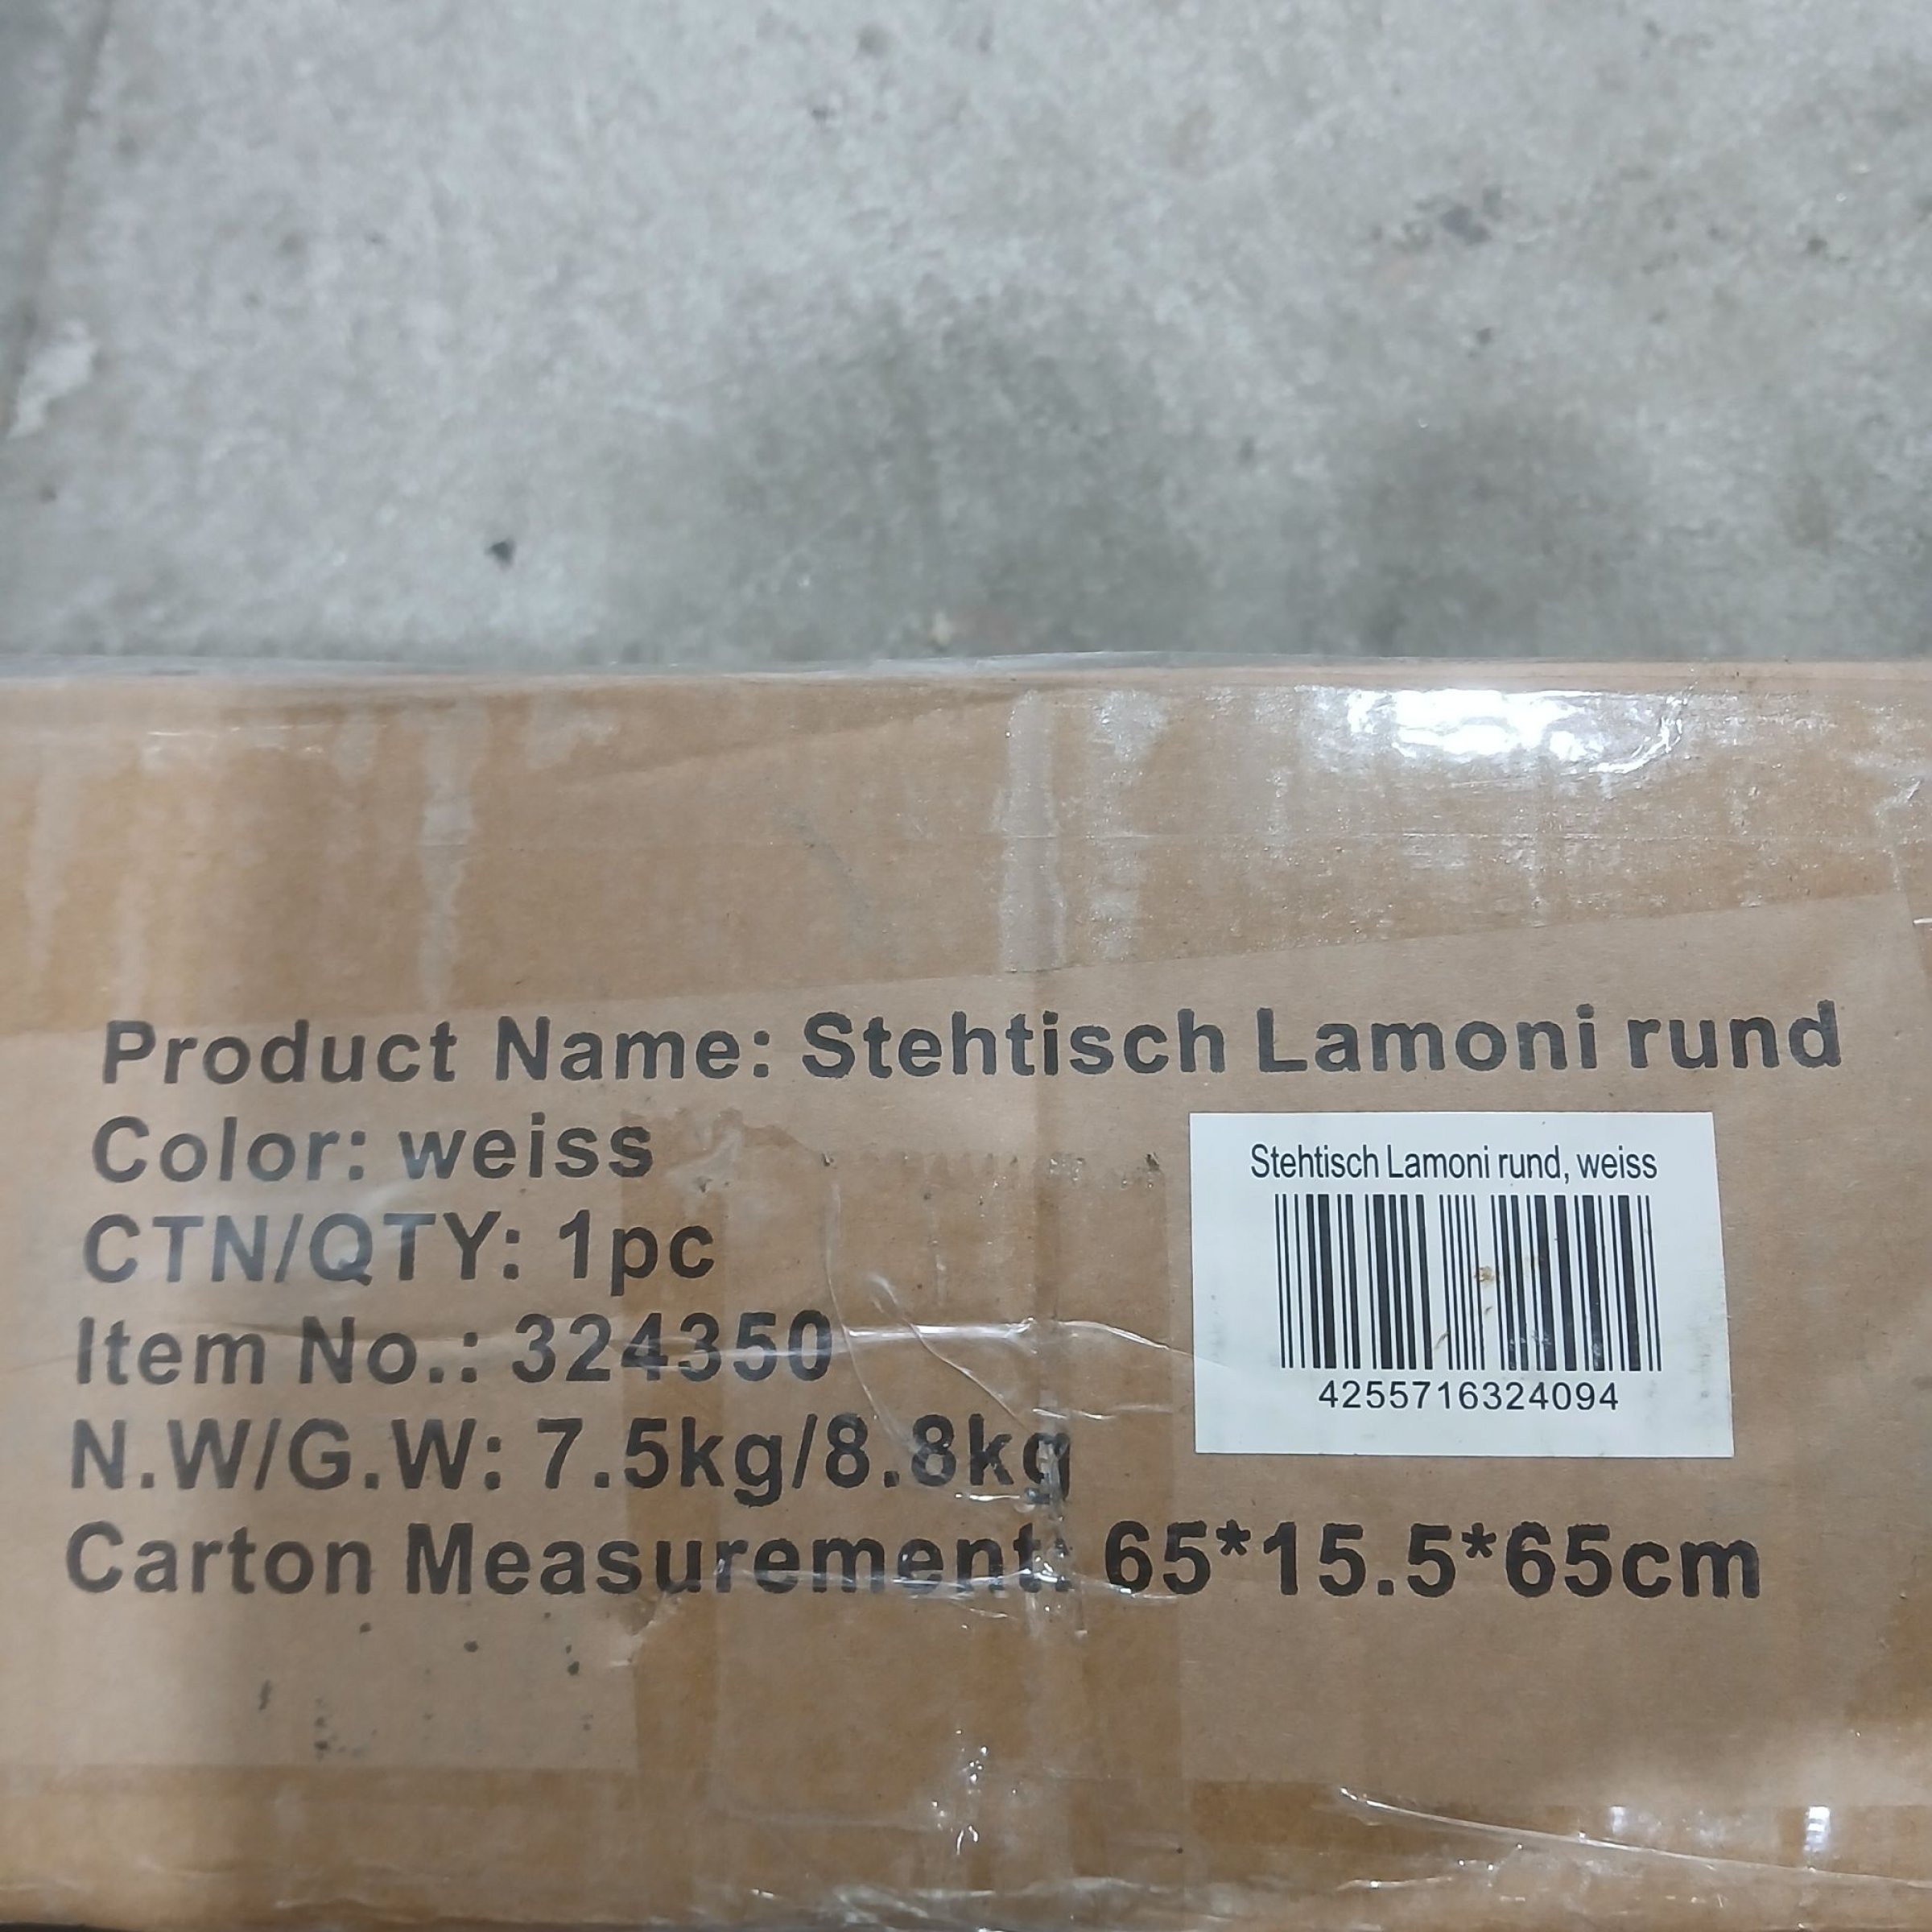 Product Name: Stehtisch Lamoni rund
Color: weiss
CTN/QTY: 1pc
Item No.: 324350
N.W/G.W: 7.5kg/8.8kg
Carton Measurement: 65*15.5*65cm
Stehtisch Lamoni rund, weiss
4255716324094